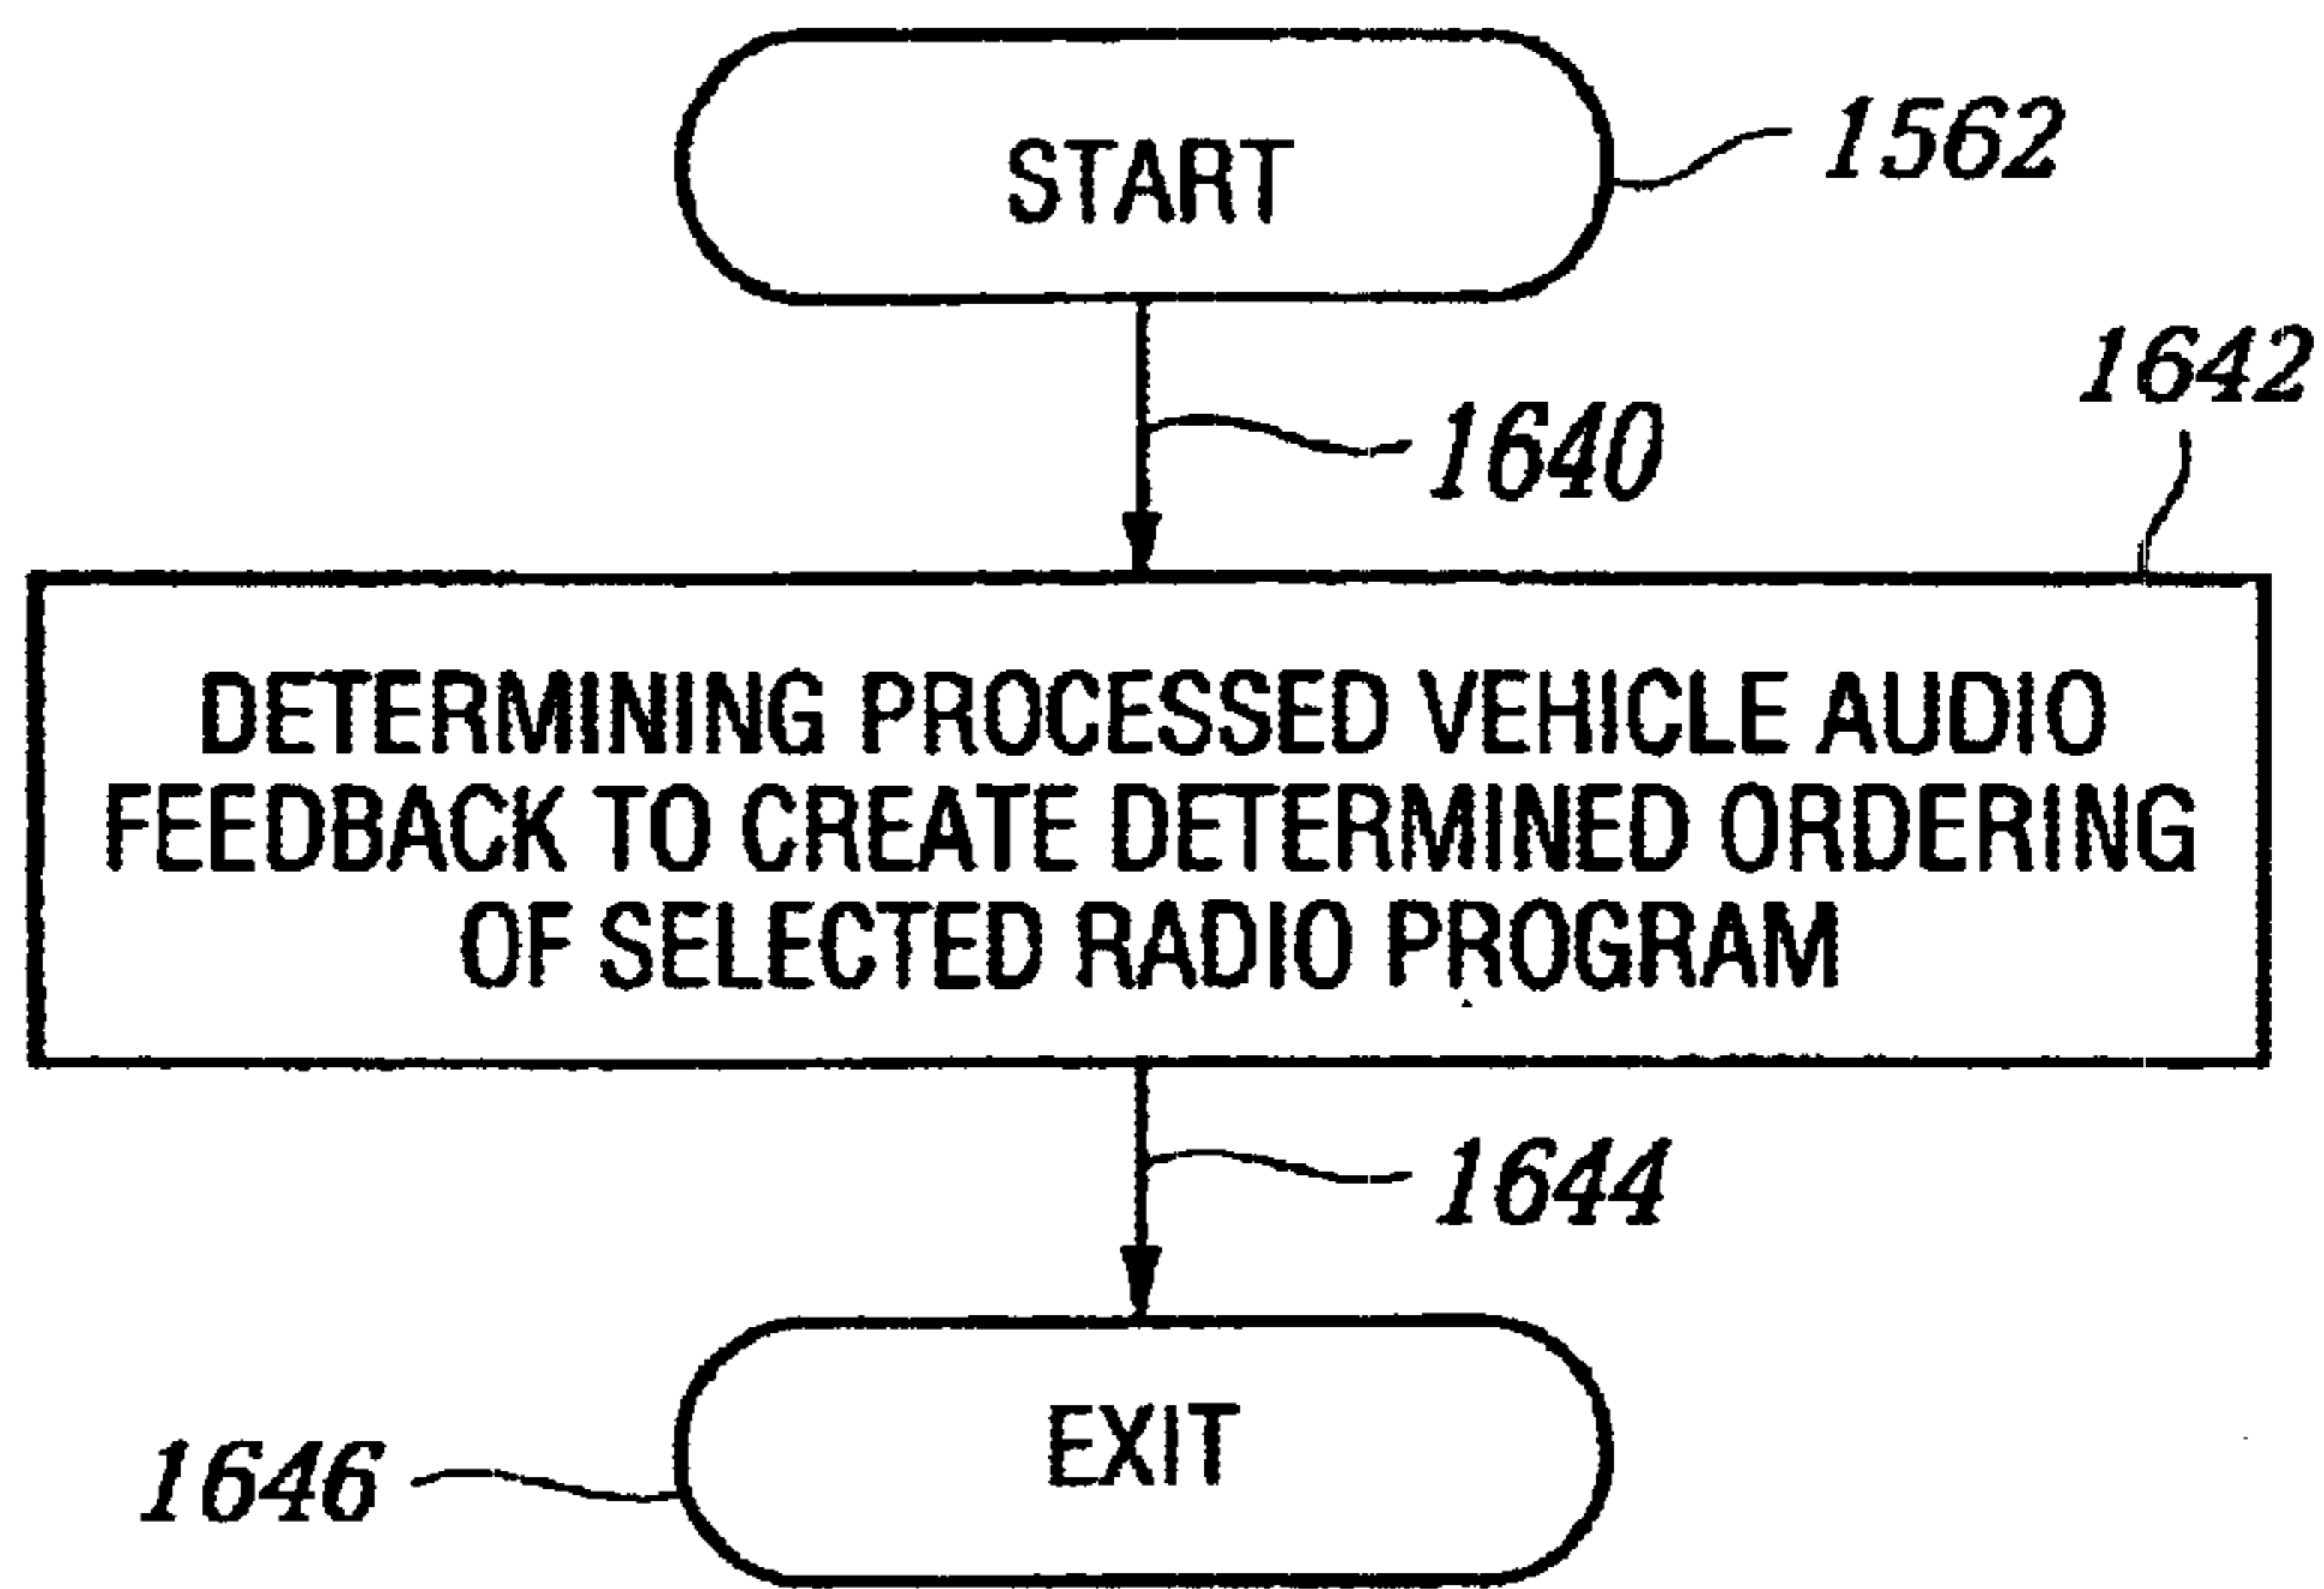 START
1562
1642
1640
DETERMINING PROCESSED VEHICLE AUDIO
FEEDBACK TO CREATE DETERMINED ORDERING
OF SELECTED RADIO PROGRAM
1644
EXIT
1646